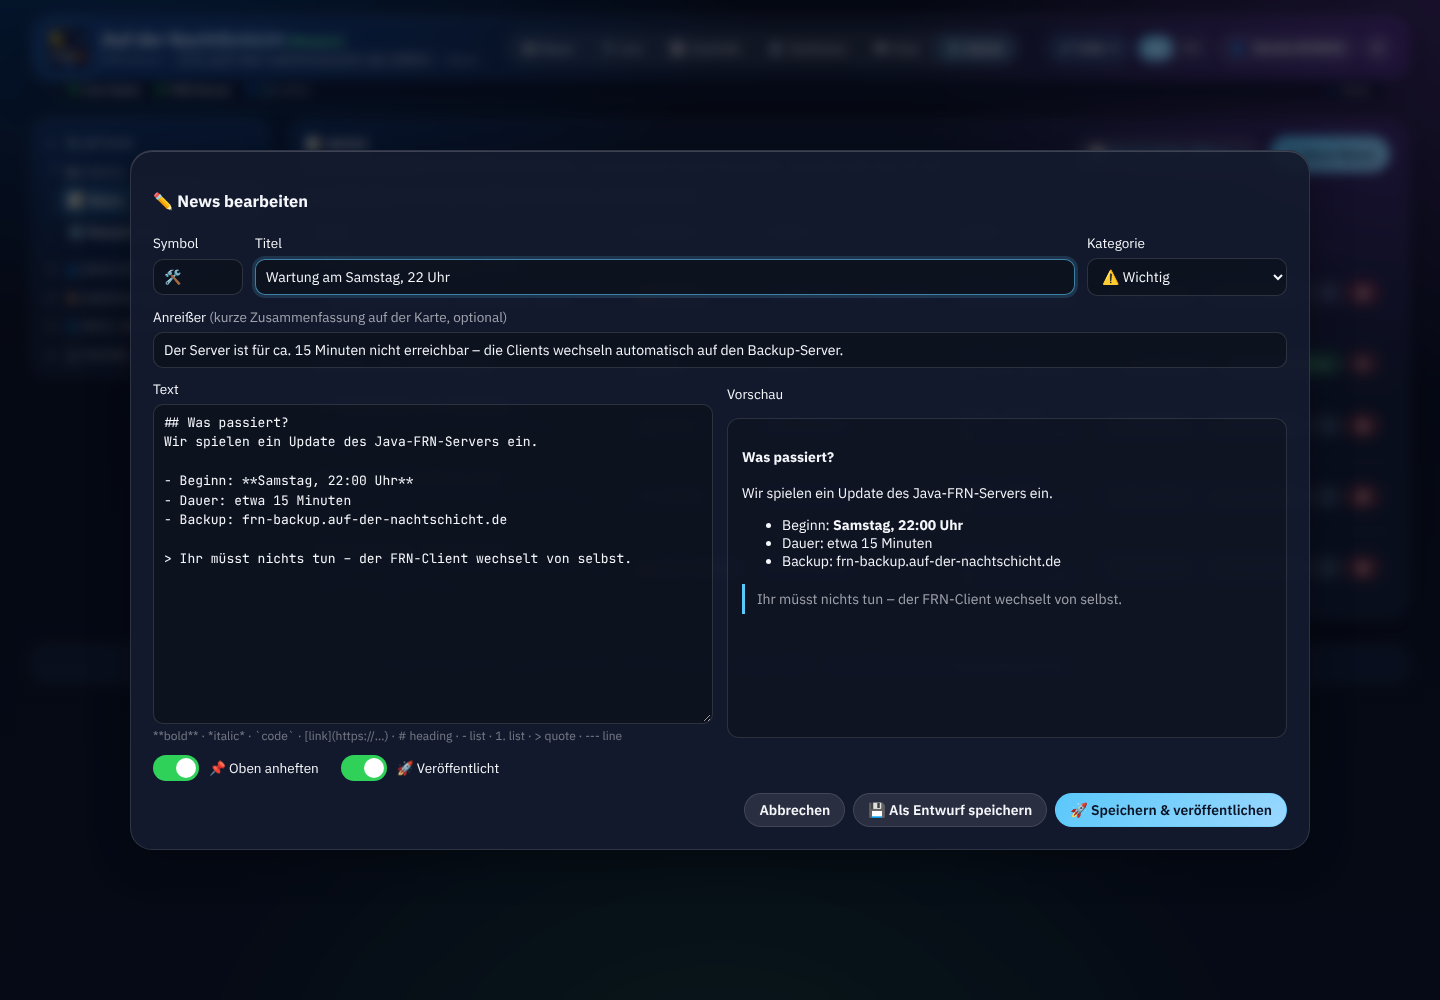 ✏️ News bearbeiten
Symbol
Titel
Kategorie
🛠️
Wartung am Samstag, 22 Uhr
⚠️ Wichtig
Anreißer (kurze Zusammenfassung auf der Karte, optional)
Der Server ist für ca. 15 Minuten nicht erreichbar – die Clients wechseln automatisch auf den Backup-Server.
Text
## Was passiert?
Wir spielen ein Update des Java-FRN-Servers ein.
- Beginn: **Samstag, 22:00 Uhr**
- Dauer: etwa 15 Minuten
- Backup: frn-backup.auf-der-nachtschicht.de
> Ihr müsst nichts tun – der FRN-Client wechselt von selbst.
**bold** · *italic* · `code` · [link](https://...) · # heading · - list · 1. list · > quote · --- line
Vorschau
Was passiert?
Wir spielen ein Update des Java-FRN-Servers ein.
• Beginn: Samstag, 22:00 Uhr
• Dauer: etwa 15 Minuten
• Backup: frn-backup.auf-der-nachtschicht.de
Ihr müsst nichts tun – der FRN-Client wechselt von selbst.
📌 Oben anheften
🚀 Veröffentlicht
Abbrechen
💾 Als Entwurf speichern
🚀 Speichern & veröffentlichen